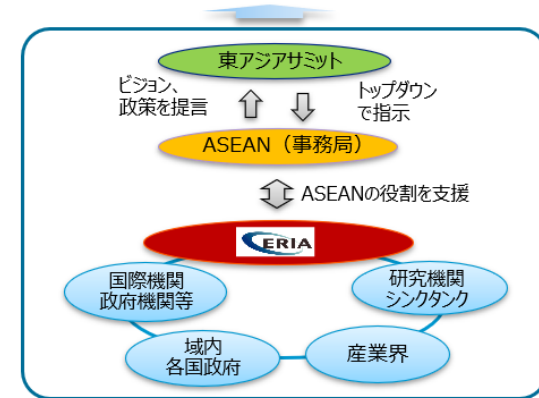 東アジアサミット
ビジョン、
政策を提言
トップダウン
で指示
ASEAN（事務局）
ASEANの役割を支援
ERIA
国際機関
政府機関等
研究機関
シンクタンク
域内
各国政府
産業界